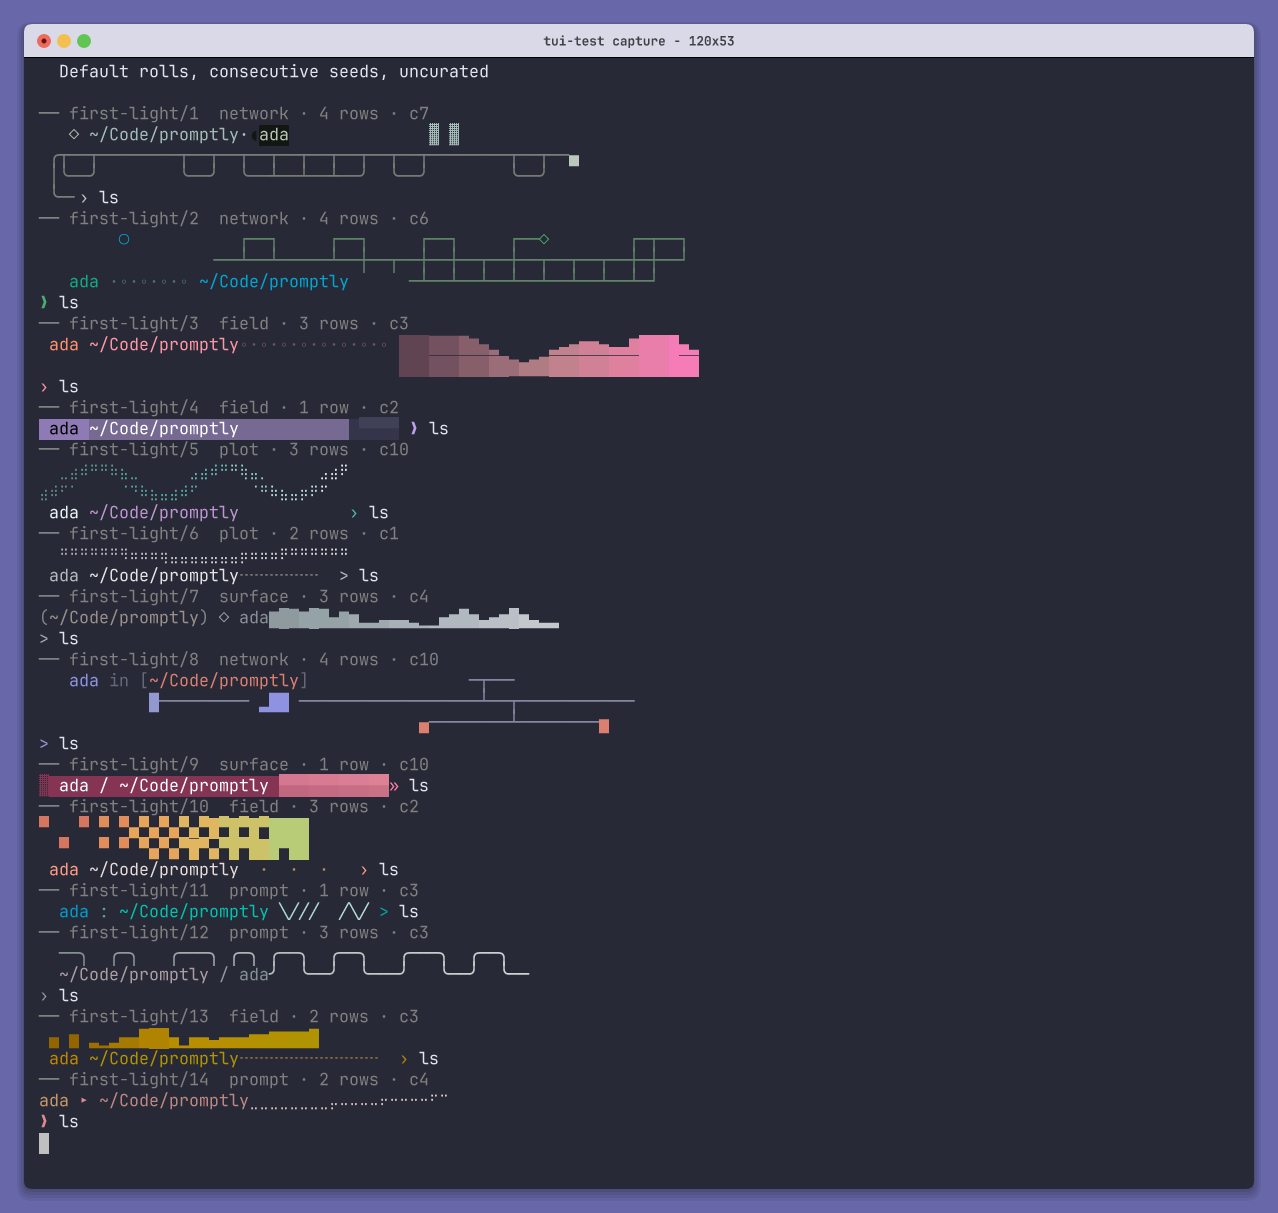 tui-test capture - 120x53
Default rolls, consecutive seeds, uncurated
── first-light/1  network · 4 rows · c7
◇ ~/Code/promptly· ada
› ls
── first-light/2  network · 4 rows · c6
ada ·◦·▫·◦·▫ ~/Code/promptly
❱ ls
── first-light/3  field · 3 rows · c3
ada ~/Code/promptly
› ls
── first-light/4  field · 1 row · c2
ada ~/Code/promptly ❱ ls
── first-light/5  plot · 3 rows · c10
ada ~/Code/promptly › ls
── first-light/6  plot · 2 rows · c1
ada ~/Code/promptly > ls
── first-light/7  surface · 3 rows · c4
(~/Code/promptly) ◇ ada
> ls
── first-light/8  network · 4 rows · c10
ada in [~/Code/promptly]
> ls
── first-light/9  surface · 1 row · c10
ada / ~/Code/promptly » ls
── first-light/10  field · 3 rows · c2
ada ~/Code/promptly  ·  ·  ·   › ls
── first-light/11  prompt · 1 row · c3
ada : ~/Code/promptly ╲╱╱╱  ╱╲╱ > ls
── first-light/12  prompt · 3 rows · c3
~/Code/promptly / ada
› ls
── first-light/13  field · 2 rows · c3
ada ~/Code/promptly › ls
── first-light/14  prompt · 2 rows · c4
ada ‣ ~/Code/promptly
❱ ls